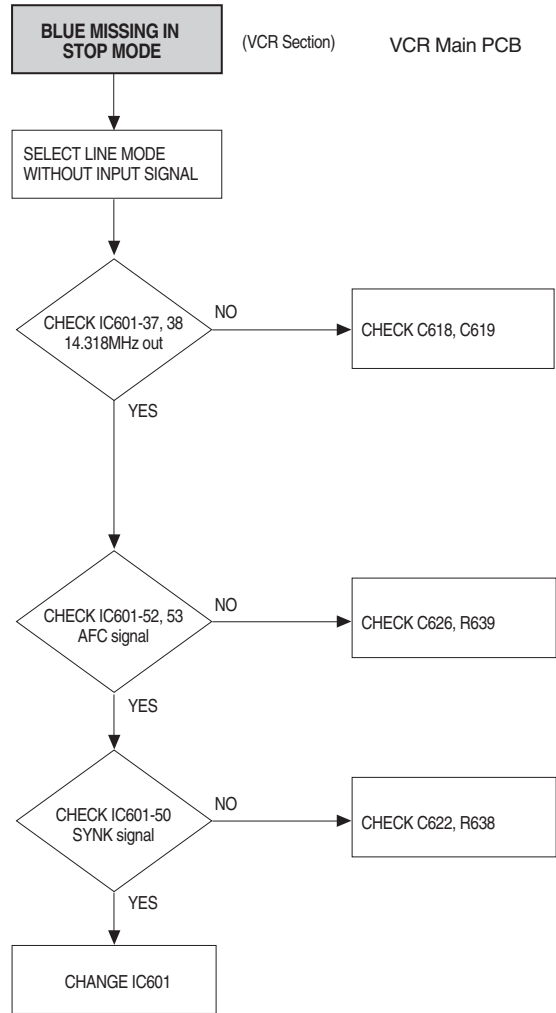 BLUE MISSING IN
STOP MODE
(VCR Section)
VCR Main PCB
SELECT LINE MODE
WITHOUT INPUT SIGNAL
CHECK IC601-37, 38
14.318MHz out
NO
CHECK C618, C619
YES
CHECK IC601-52, 53
AFC signal
NO
CHECK C626, R639
YES
CHECK IC601-50
SYNK signal
NO
CHECK C622, R638
YES
CHANGE IC601